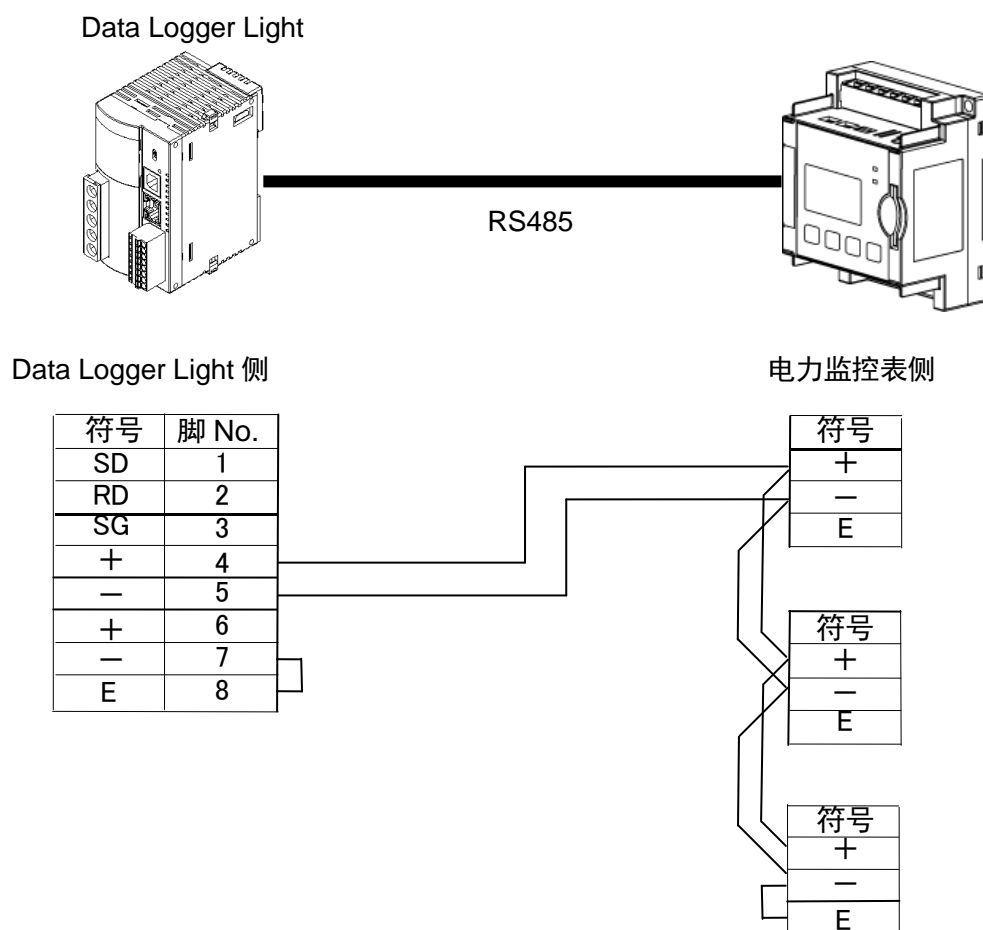 Data Logger Light
RS485
Data Logger Light 侧
电力监控表侧
符号 脚 No.
SD 1
RD 2
SG 3
＋ 4
－ 5
＋ 6
－ 7
E 8
符号
＋
－
E
符号
＋
－
E
符号
＋
－
E